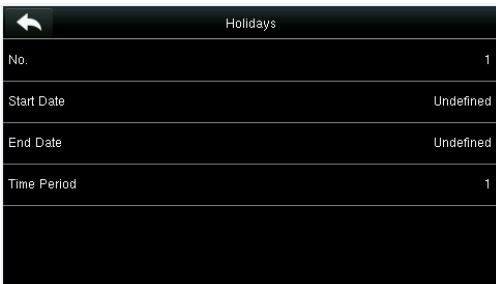 Holidays
No. 1
Start Date Undefined
End Date Undefined
Time Period 1